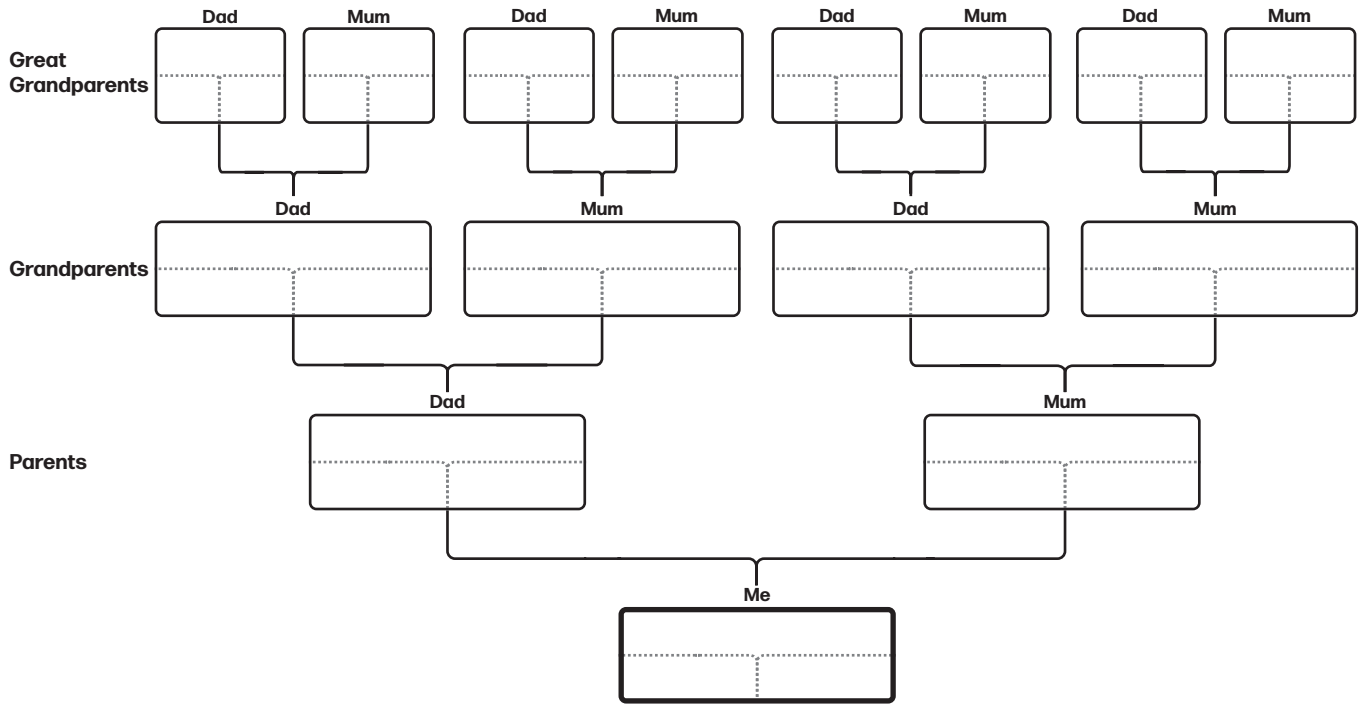 Dad Mum Dad Mum Dad Mum Dad Mum
Great
Grandparents
Dad Mum Dad Mum
Grandparents
Dad Mum
Parents
Me